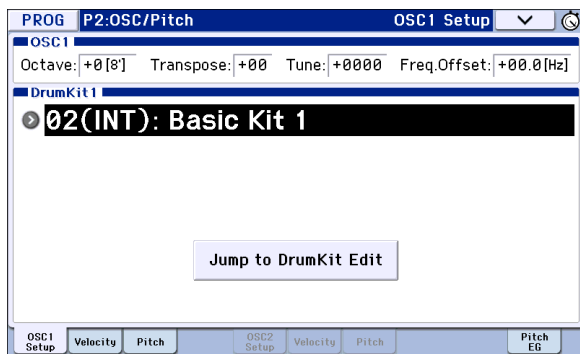 PROG P2:OSC/Pitch OSC1 Setup
OSC1
Octave: +0[8'] Transpose: +00 Tune: +0000 Freq.Offset: +00.0[Hz]
DrumKit1
02(INT): Basic Kit 1
Jump to DrumKit Edit
OSC1 Setup Velocity Pitch OSC2 Setup Velocity Pitch Pitch EG